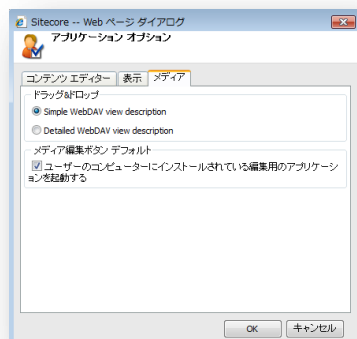 Sitecore -- Web ページ ダイアログ
アプリケーション オプション
コンテンツ エディター 表示 メディア
ドラッグ&ドロップ
Simple WebDAV view description
Detailed WebDAV view description
メディア編集ボタン デフォルト
ユーザーのコンピューターにインストールされている編集用のアプリケーシ
ョンを起動する
OK キャンセル